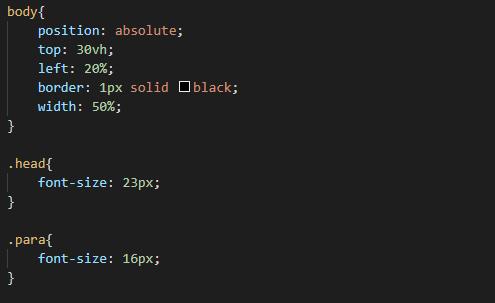 body{
    position: absolute;
    top: 30vh;
    left: 20%;
    border: 1px solid black;
    width: 50%;
}
.head{
    font-size: 23px;
}
.para{
    font-size: 16px;
}